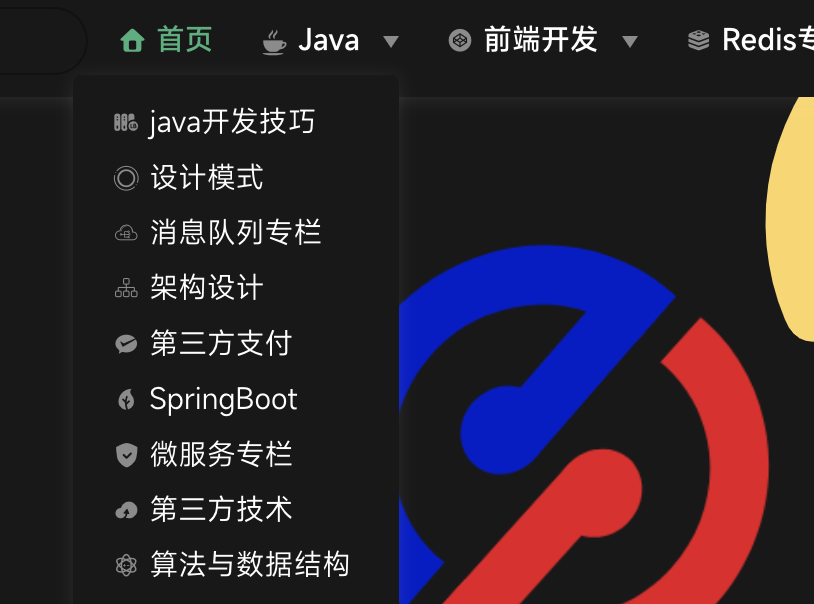 首页 Java 前端开发 Redis专
java开发技巧
设计模式
消息队列专栏
架构设计
第三方支付
SpringBoot
微服务专栏
第三方技术
算法与数据结构